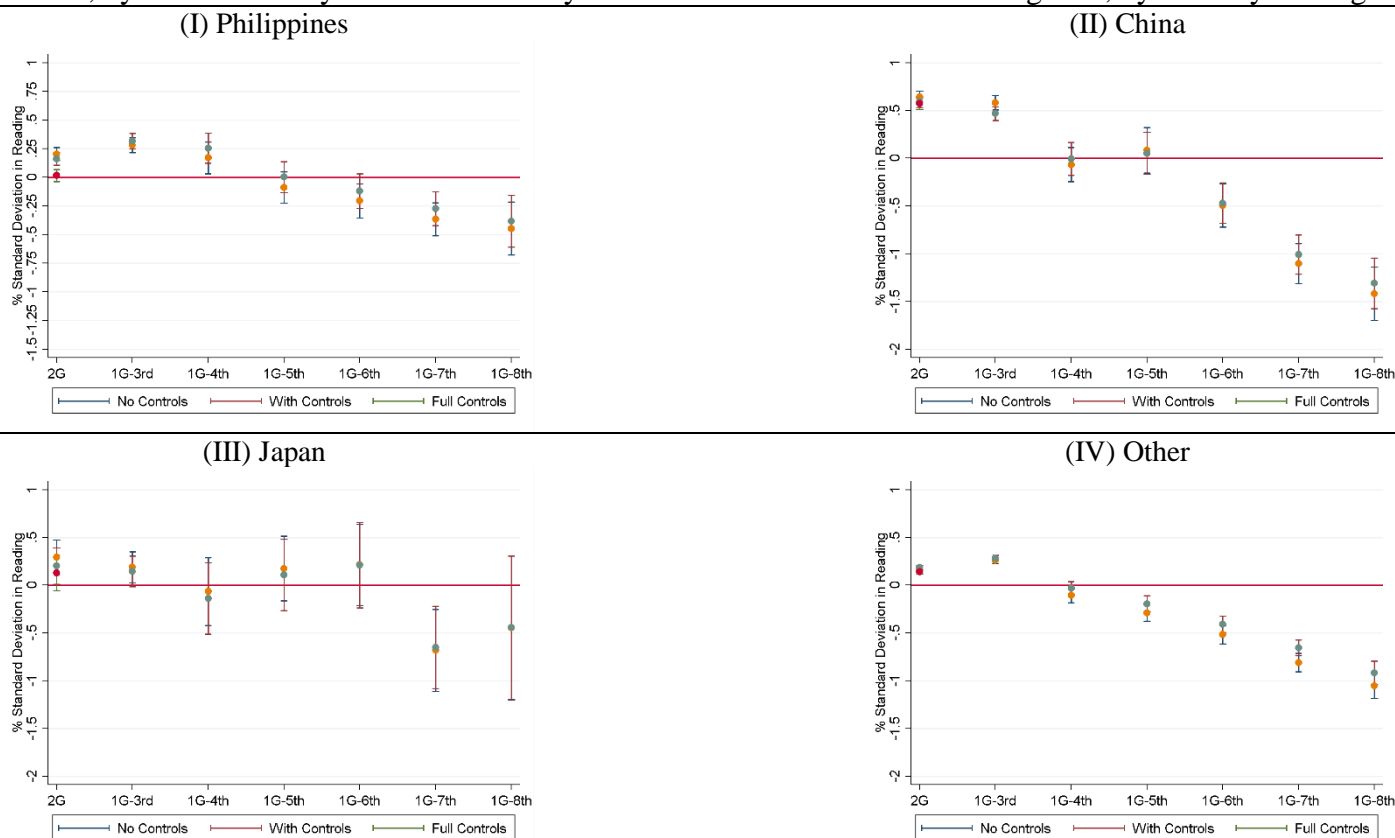 (I) Philippines
% Standard Deviation in Reading
1
.75
.5
.25
0
-.25
-.5
-.75
-1
-1.25
-1.5
2G 1G-3rd 1G-4th 1G-5th 1G-6th 1G-7th 1G-8th
No Controls With Controls Full Controls
(II) China
% Standard Deviation in Reading
1
.5
0
-.5
-1
-1.5
-2
2G 1G-3rd 1G-4th 1G-5th 1G-6th 1G-7th 1G-8th
No Controls With Controls Full Controls
(III) Japan
% Standard Deviation in Reading
1
.5
0
-.5
-1
-1.5
-2
2G 1G-3rd 1G-4th 1G-5th 1G-6th 1G-7th 1G-8th
No Controls With Controls Full Controls
(IV) Other
% Standard Deviation in Reading
1
.5
0
-.5
-1
-1.5
-2
2G 1G-3rd 1G-4th 1G-5th 1G-6th 1G-7th 1G-8th
No Controls With Controls Full Controls